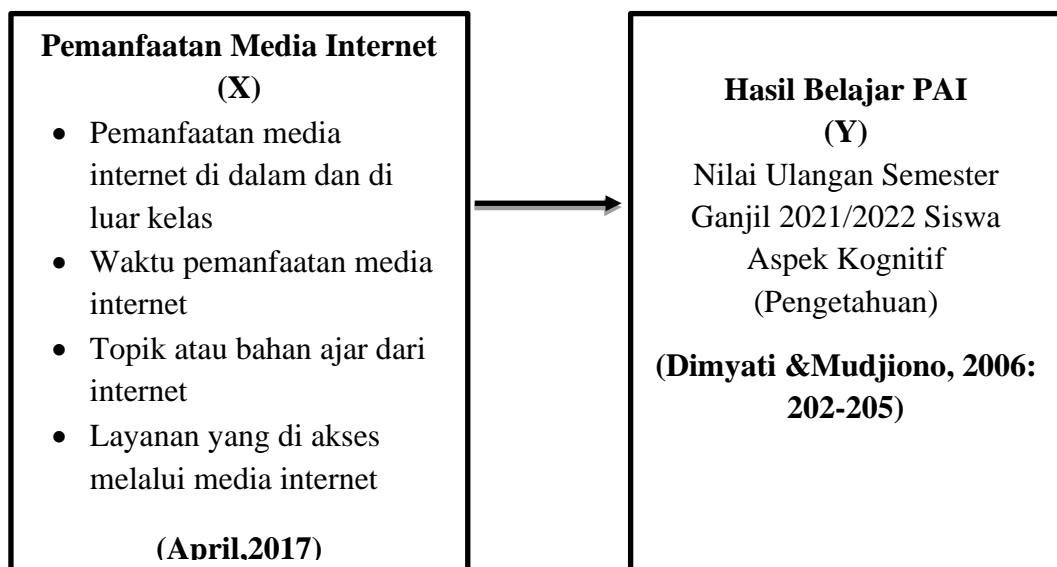 Pemanfaatan Media Internet
(X)
• Pemanfaatan media
internet di dalam dan di
luar kelas
• Waktu pemanfaatan media
internet
• Topik atau bahan ajar dari
internet
• Layanan yang di akses
melalui media internet
(April,2017)
Hasil Belajar PAI
(Y)
Nilai Ulangan Semester
Ganjil 2021/2022 Siswa
Aspek Kognitif
(Pengetahuan)
(Dimyati &Mudjiono, 2006:
202-205)